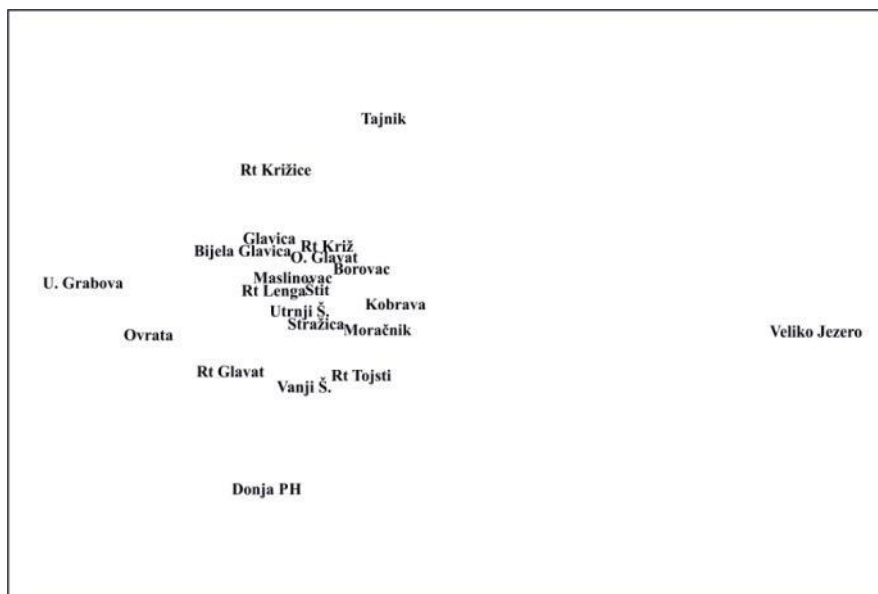 Tajnik
Rt Križice
Glavica
Rt Križ
Bijela Glavica
O. Glavat
Borovac
Maslinovac
U. Grabova
Rt Lenga
Štit
Kobrava
Utrnji Š.
Stražica
Moračnik
Veliko Jezero
Ovrata
Rt Glavat
Rt Tojsti
Vanji Š.
Donja PH